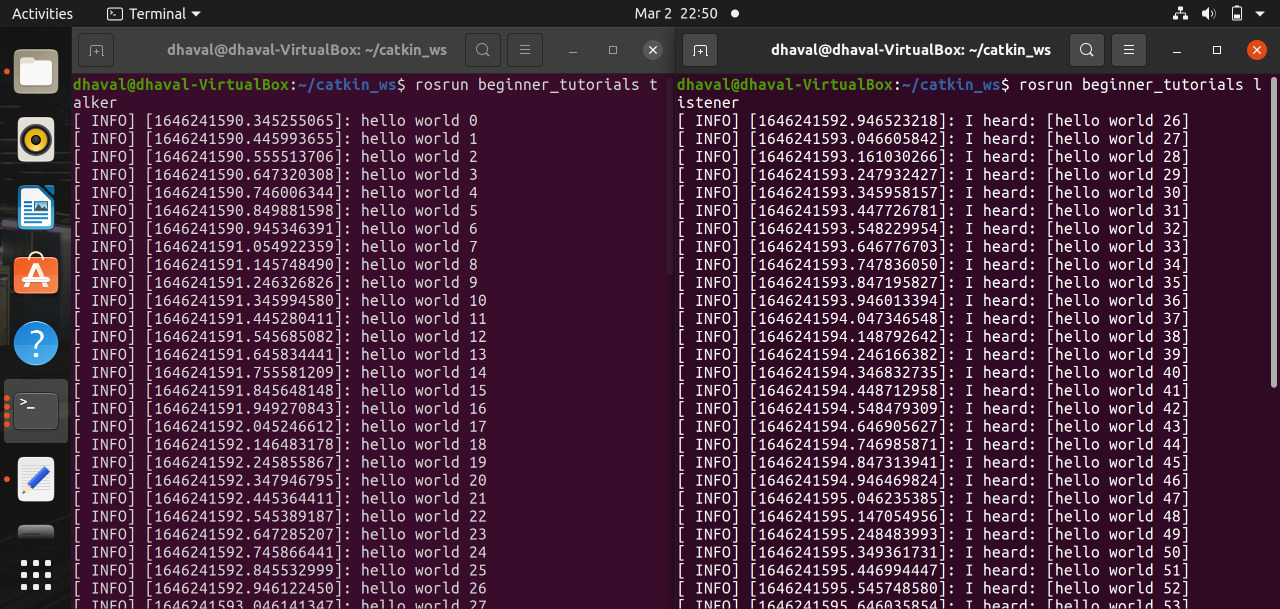 Activities
Terminal
Mar 2 22:50
dhaval@dhaval-VirtualBox: ~/catkin_ws
dhaval@dhaval-VirtualBox:~/catkin_ws$ rosrun beginner_tutorials t
alker
[ INFO] [1646241590.345255065]: hello world 0
[ INFO] [1646241590.445993655]: hello world 1
[ INFO] [1646241590.555513706]: hello world 2
[ INFO] [1646241590.647320308]: hello world 3
[ INFO] [1646241590.746006344]: hello world 4
[ INFO] [1646241590.849881598]: hello world 5
[ INFO] [1646241590.945346391]: hello world 6
[ INFO] [1646241591.054922359]: hello world 7
[ INFO] [1646241591.145748490]: hello world 8
[ INFO] [1646241591.246326826]: hello world 9
[ INFO] [1646241591.345994580]: hello world 10
[ INFO] [1646241591.445280411]: hello world 11
[ INFO] [1646241591.545685082]: hello world 12
[ INFO] [1646241591.645834441]: hello world 13
[ INFO] [1646241591.755581209]: hello world 14
[ INFO] [1646241591.845648148]: hello world 15
[ INFO] [1646241591.949270843]: hello world 16
[ INFO] [1646241592.045246612]: hello world 17
[ INFO] [1646241592.146483178]: hello world 18
[ INFO] [1646241592.245855867]: hello world 19
[ INFO] [1646241592.347946795]: hello world 20
[ INFO] [1646241592.445364411]: hello world 21
[ INFO] [1646241592.545389187]: hello world 22
[ INFO] [1646241592.647285207]: hello world 23
[ INFO] [1646241592.745866441]: hello world 24
[ INFO] [1646241592.845532999]: hello world 25
[ INFO] [1646241592.946122450]: hello world 26
[ INFO] [1646241593.046141347]: hello world 27
dhaval@dhaval-VirtualBox: ~/catkin_ws
dhaval@dhaval-VirtualBox:~/catkin_ws$ rosrun beginner_tutorials l
istener
[ INFO] [1646241592.946523218]: I heard: [hello world 26]
[ INFO] [1646241593.046605842]: I heard: [hello world 27]
[ INFO] [1646241593.161030266]: I heard: [hello world 28]
[ INFO] [1646241593.247932427]: I heard: [hello world 29]
[ INFO] [1646241593.345958157]: I heard: [hello world 30]
[ INFO] [1646241593.447726781]: I heard: [hello world 31]
[ INFO] [1646241593.548229954]: I heard: [hello world 32]
[ INFO] [1646241593.646776703]: I heard: [hello world 33]
[ INFO] [1646241593.747836050]: I heard: [hello world 34]
[ INFO] [1646241593.847195827]: I heard: [hello world 35]
[ INFO] [1646241593.946013394]: I heard: [hello world 36]
[ INFO] [1646241594.047346548]: I heard: [hello world 37]
[ INFO] [1646241594.148792642]: I heard: [hello world 38]
[ INFO] [1646241594.246166382]: I heard: [hello world 39]
[ INFO] [1646241594.346832735]: I heard: [hello world 40]
[ INFO] [1646241594.448712958]: I heard: [hello world 41]
[ INFO] [1646241594.548479309]: I heard: [hello world 42]
[ INFO] [1646241594.646905627]: I heard: [hello world 43]
[ INFO] [1646241594.746985871]: I heard: [hello world 44]
[ INFO] [1646241594.847313941]: I heard: [hello world 45]
[ INFO] [1646241594.946469824]: I heard: [hello world 46]
[ INFO] [1646241595.046235385]: I heard: [hello world 47]
[ INFO] [1646241595.147054956]: I heard: [hello world 48]
[ INFO] [1646241595.248483993]: I heard: [hello world 49]
[ INFO] [1646241595.349361731]: I heard: [hello world 50]
[ INFO] [1646241595.446994447]: I heard: [hello world 51]
[ INFO] [1646241595.545748580]: I heard: [hello world 52]
[ INFO] [1646241595.646035854]: I heard: [hello world 53]